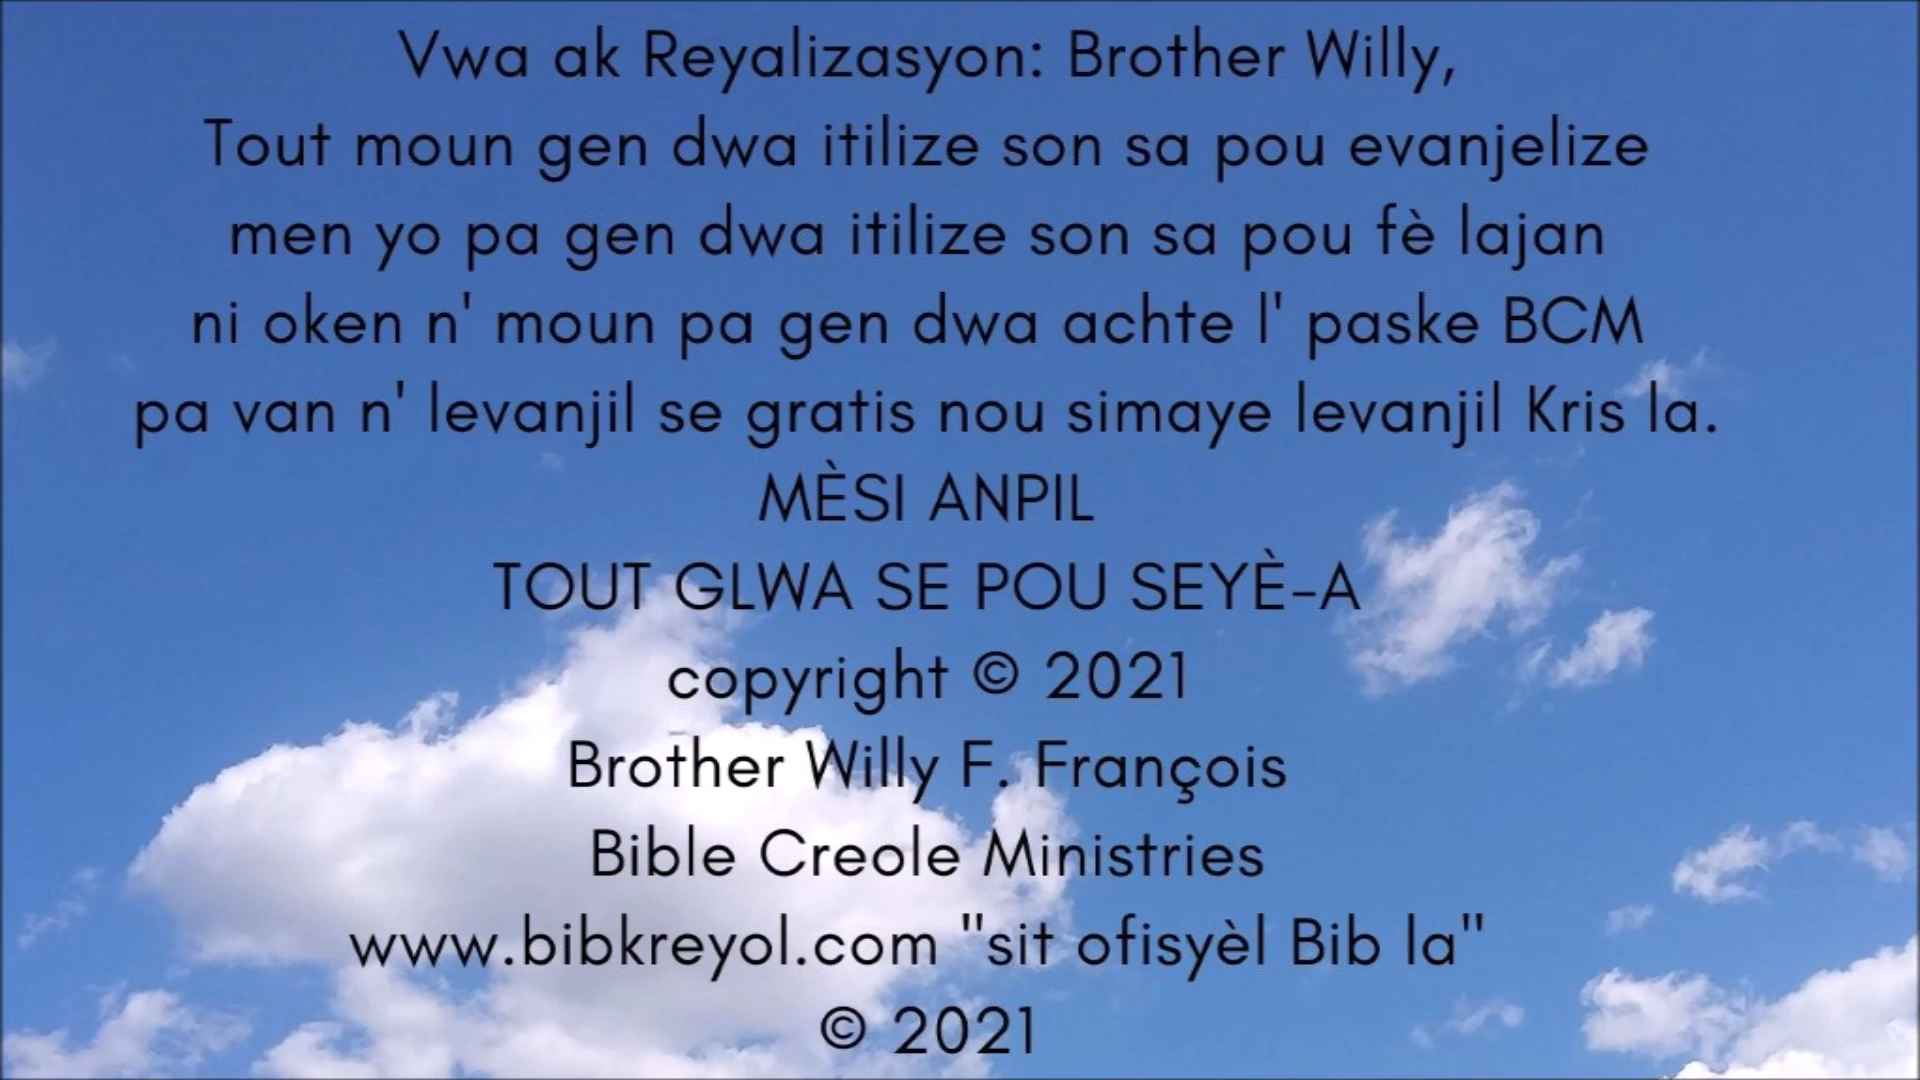 Vwa ak Reyalizasyon: Brother Willy,
Tout moun gen dwa itilize son sa pou evanjelize
men yo pa gen dwa itilize son sa pou fè lajan
ni oken n' moun pa gen dwa achte l' paske BCM
pa van n' levanjil se gratis nou simaye levanjil Kris la.
MÈSI ANPIL
TOUT GLWA SE POU SEYÈ-A
copyright © 2021
Brother Willy F. François
Bible Creole Ministries
www.bibkreyol.com "sit ofisyèl Bib la"
© 2021